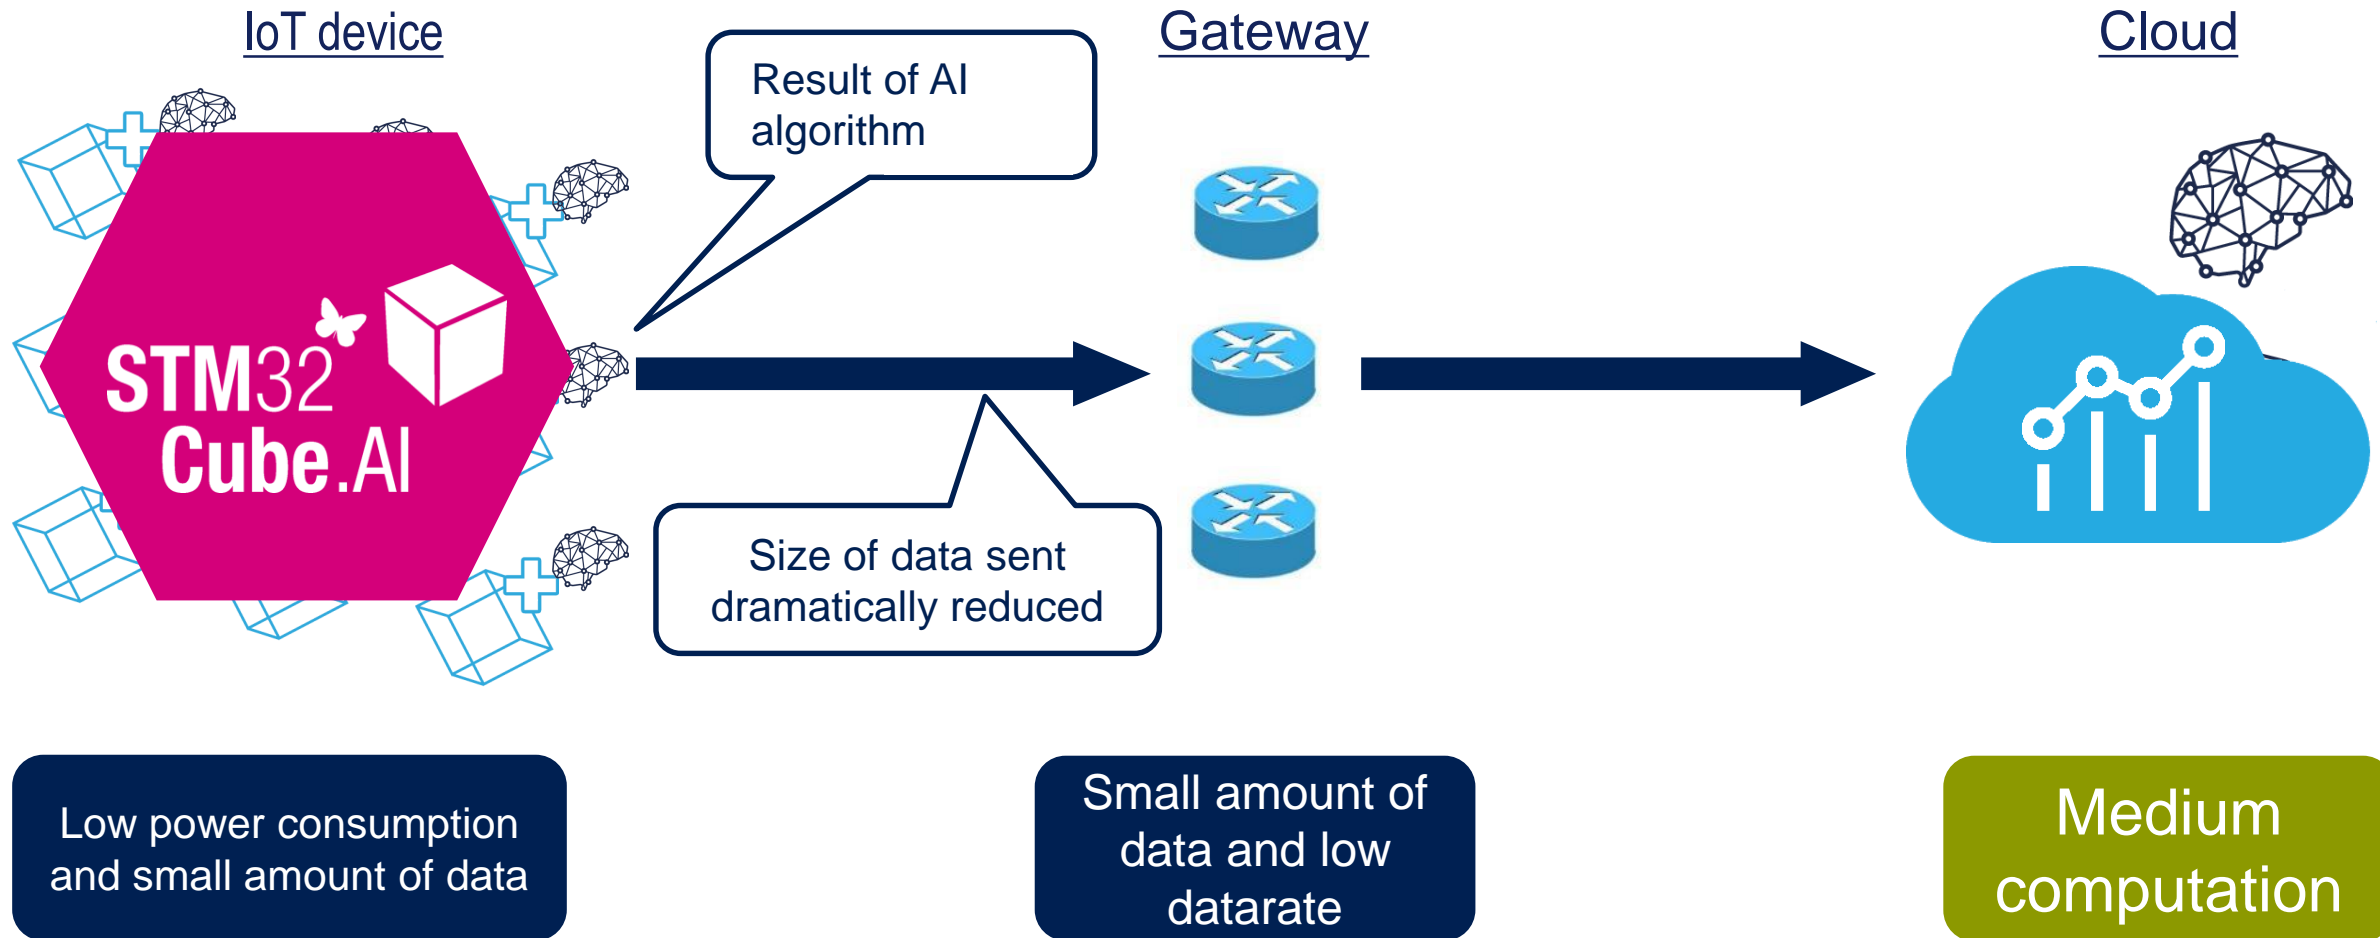 IoT device
Gateway
Cloud
Result of AI
algorithm
STM32
Cube.AI
Size of data sent
dramatically reduced
Low power consumption
and small amount of data
Small amount of
data and low
datarate
Medium
computation